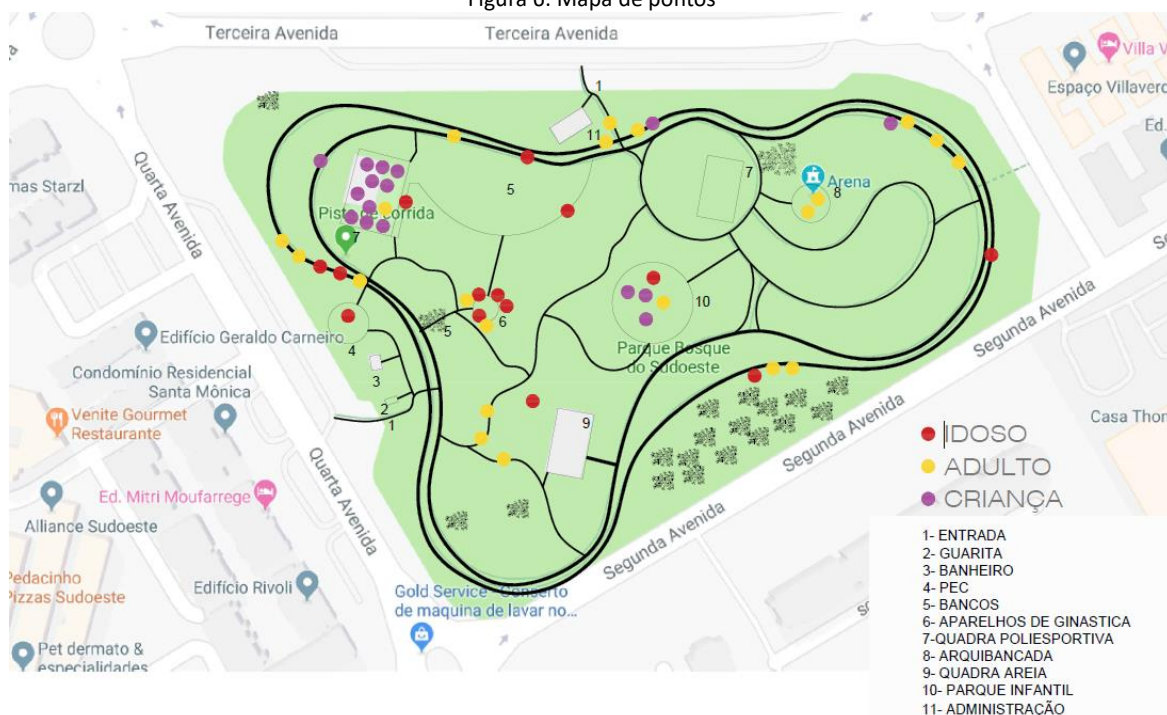 Figura 6: Mapa de pontos
Terceira Avenida
Terceira Avenida
Villa V
Espaço Villaverd
Ed.
1
11
Quarta Avenida
mas Starzl
5
7
Arena
8
Pista de corrida
7
Segunda Avenida
10
6
5
Edifício Geraldo Carneiro
4
Parque Bosque
do Sudoeste
3
Condomínio Residencial
Santa Mônica
2
1
9
Venite Gourmet
Restaurante
Casa Thom
Segunda Avenida
Quarta Avenida
Ed. Mitri Moufarrege
Alliance Sudoeste
Segunda Avenida
Pedacinho
Pizzas Sudoeste
Edifício Rivoli
Gold Service - Conserto
de maquina de lavar no...
Pet dermato &
especialidades
IDOSO
ADULTO
CRIANÇA
1- ENTRADA
2- GUARITA
3- BANHEIRO
4- PEC
5- BANCOS
6- APARELHOS DE GINASTICA
7-QUADRA POLIESPORTIVA
8- ARQUIBANCADA
9- QUADRA AREIA
10- PARQUE INFANTIL
11- ADMINISTRAÇÃO